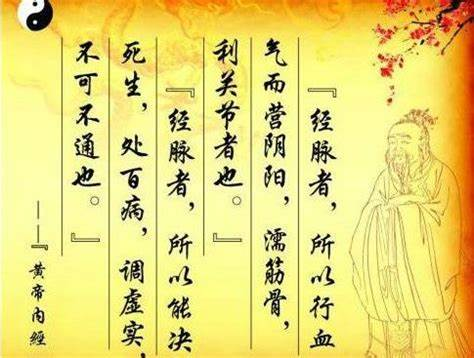 『经脉者，所以行血
气而营阴阳，濡筋骨，
利关节者也。』
『经脉者，所以能决
死生，处百病，调虚实，
不可不通也。』
——『黄帝内經